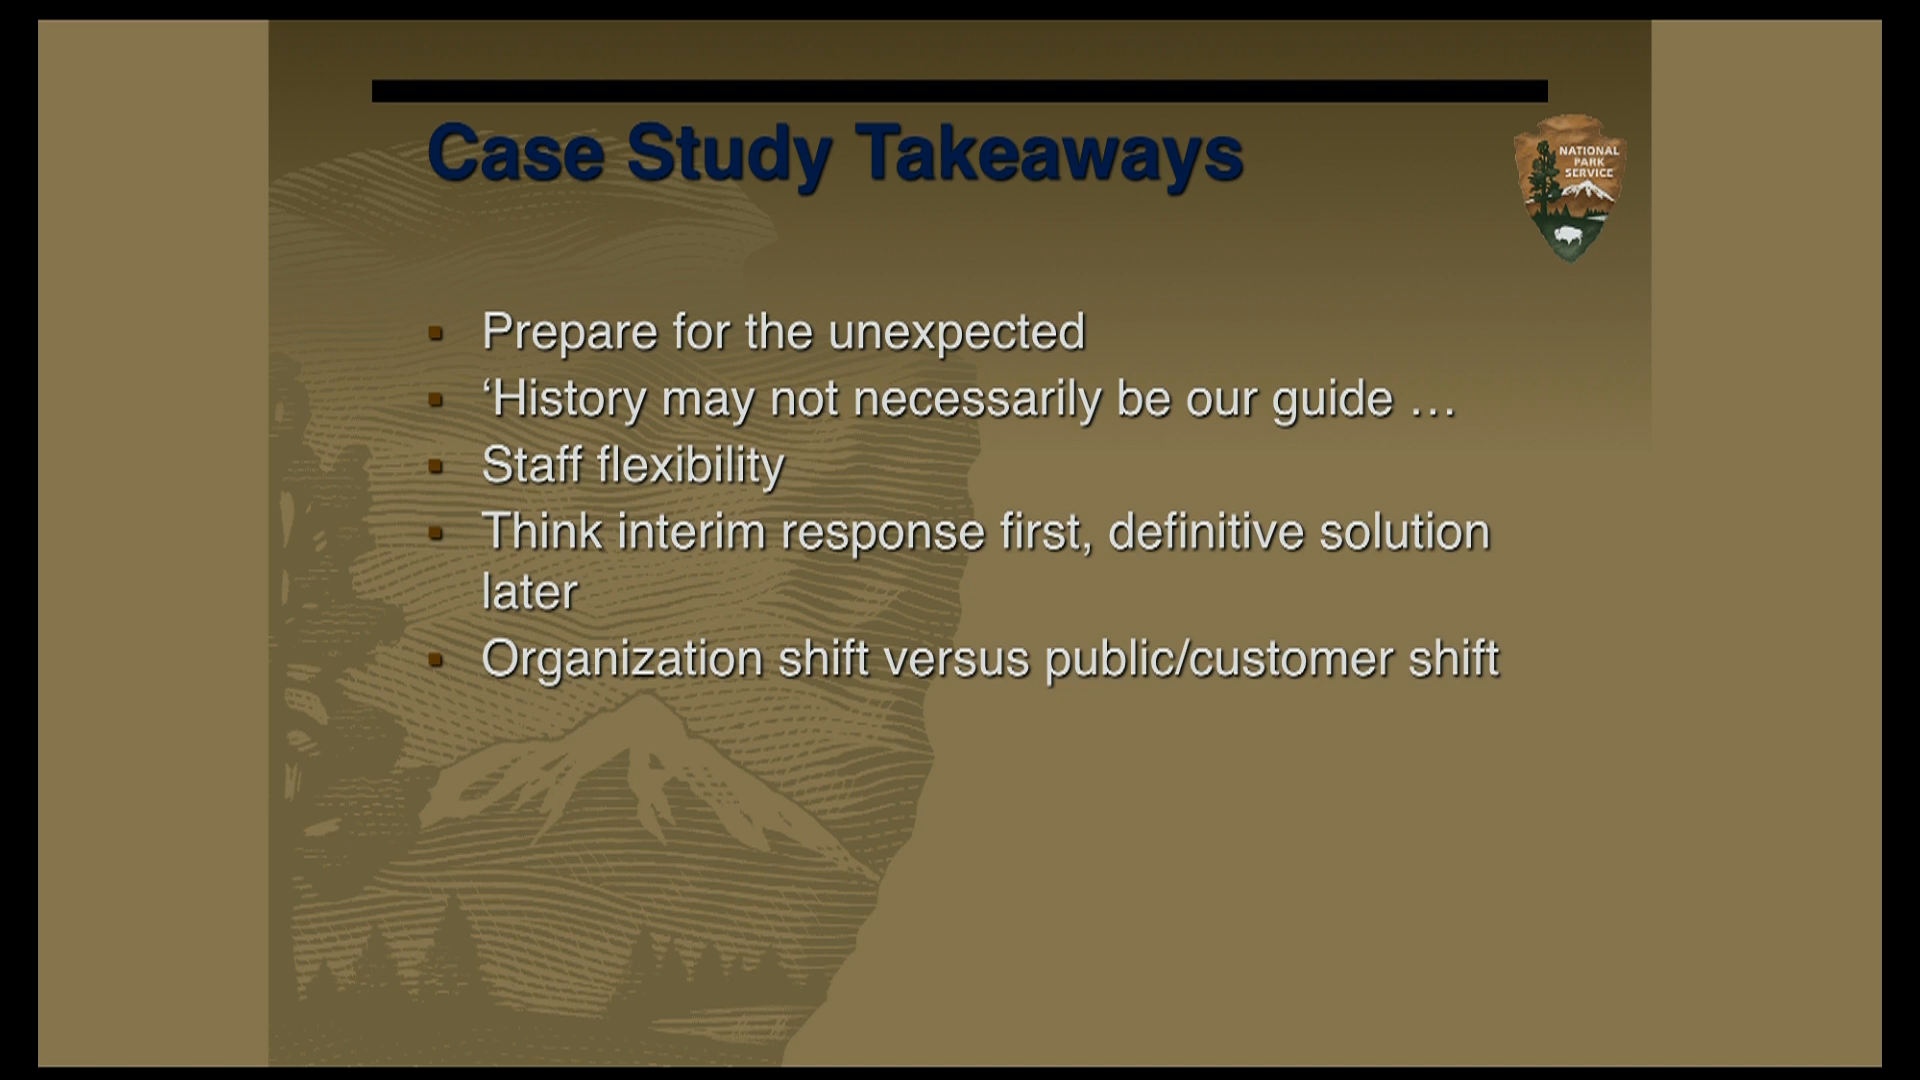 Case Study Takeaways
NATIONAL
PARK
SERVICE
Prepare for the unexpected
‘History may not necessarily be our guide …
Staff flexibility
Think interim response first, definitive solution
later
Organization shift versus public/customer shift